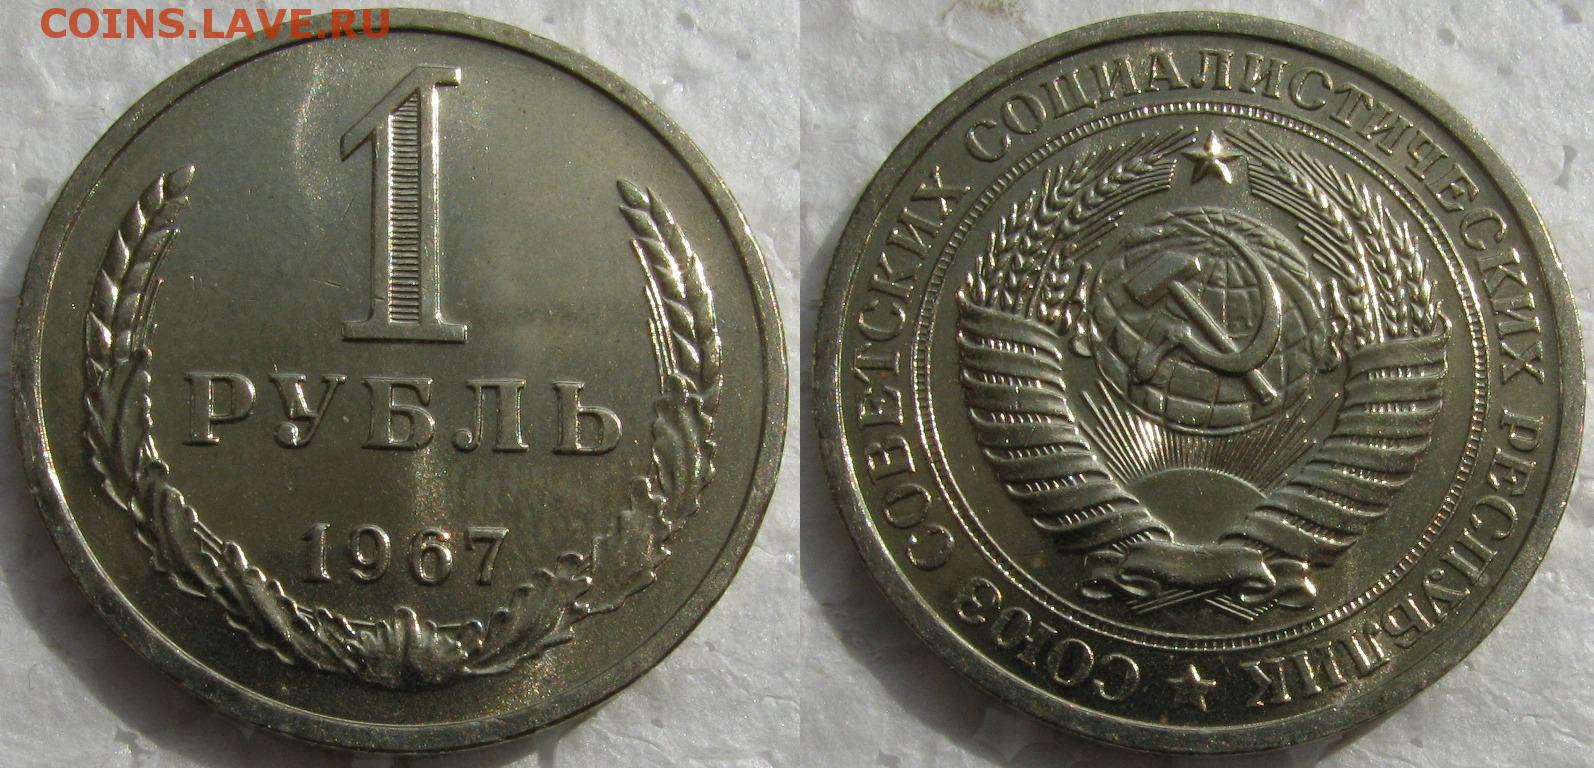 COINS.LAVE.RU
1
РУБЛЬ
1967
СОЮЗ СОВЕТСКИХ СОЦИАЛИСТИЧЕСКИХ РЕСПУБЛИК